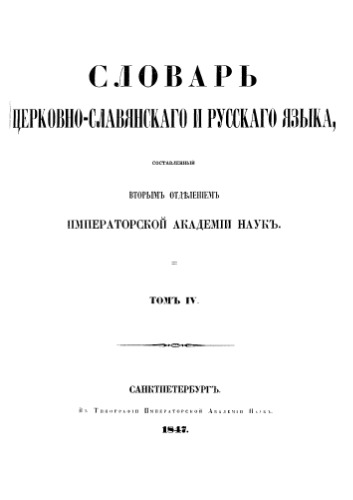 СЛОВАРЬ
ЦЕРКОВНО-СЛАВЯНСКАГО И РУССКАГО ЯЗЫКА,
СОСТАВЛЕННЫЙ
ВТОРЫМЪ ОТДѢЛЕНІЕМЪ
ИМПЕРАТОРСКОЙ АКАДЕМІИ НАУКЪ.
ТОМЪ IV.
САНКТПЕТЕРБУРГЪ.
Въ Типографіи Императорской Академіи Наукъ.
1847.